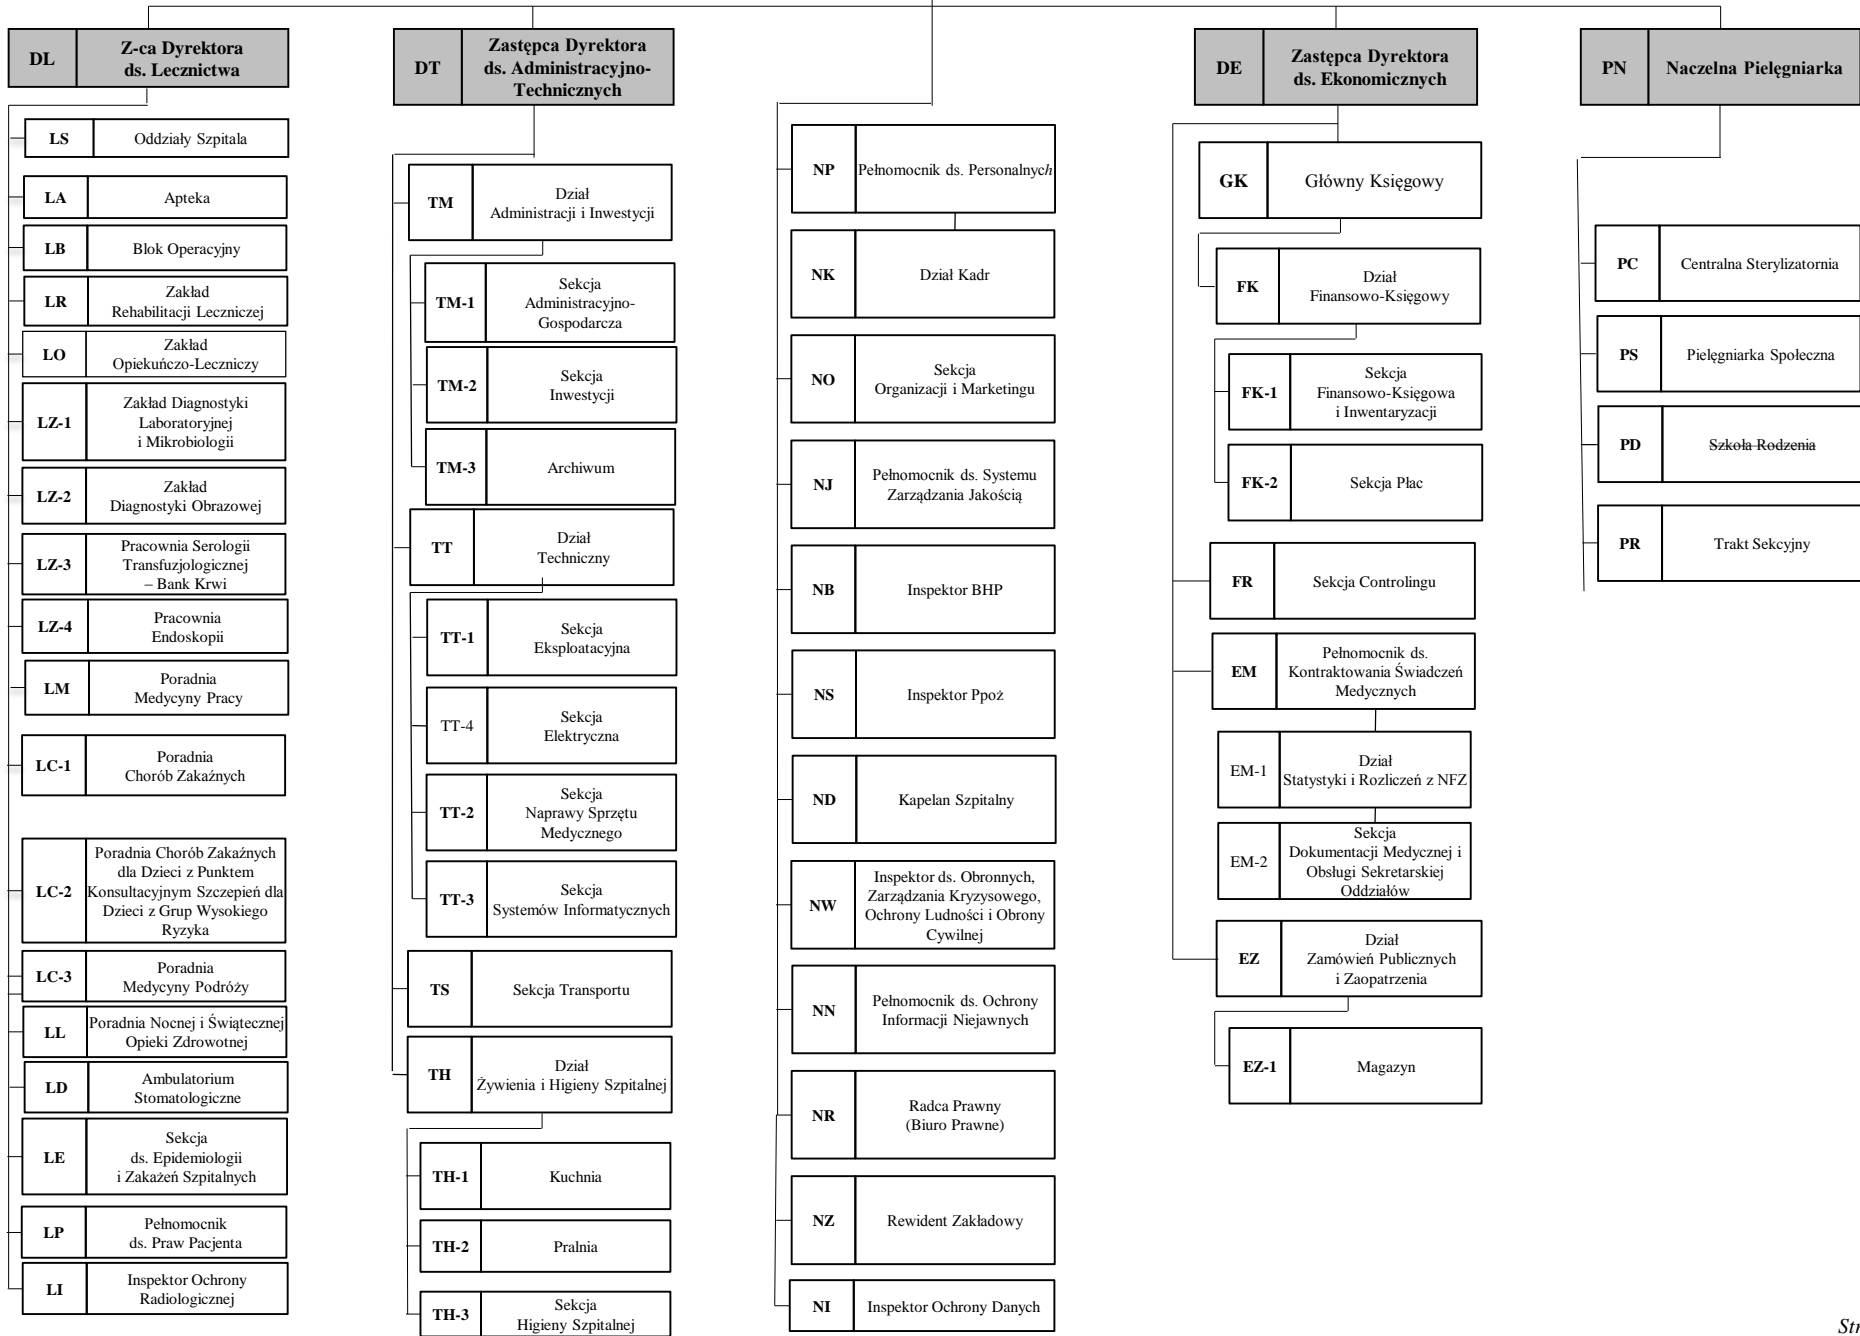 DL
Z-ca Dyrektora
ds. Lecznictwa
LS
Oddziały Szpitala
LA
Apteka
LB
Blok Operacyjny
LR
Zakład
Rehabilitacji Leczniczej
LO
Zakład
Opiekuńczo-Leczniczy
LZ-1
Zakład Diagnostyki
Laboratoryjnej
i Mikrobiologii
LZ-2
Zakład
Diagnostyki Obrazowej
LZ-3
Pracownia Serologii
Transfuzjologicznej
– Bank Krwi
LZ-4
Pracownia
Endoskopii
LM
Poradnia
Medycyny Pracy
LC-1
Poradnia
Chorób Zakaźnych
LC-2
Poradnia Chorób Zakaźnych
dla Dzieci z Punktem
Konsultacyjnym Szczepień dla
Dzieci z Grup Wysokiego
Ryzyka
LC-3
Poradnia
Medycyny Podróży
LL
Poradnia Nocnej i Świątecznej
Opieki Zdrowotnej
LD
Ambulatorium
Stomatologiczne
LE
Sekcja
ds. Epidemiologii
i Zakażeń Szpitalnych
LP
Pełnomocnik
ds. Praw Pacjenta
LI
Inspektor Ochrony
Radiologicznej
DT
Zastępca Dyrektora
ds. Administracyjno-
Technicznych
TM
Dział
Administracji i Inwestycji
TM-1
Sekcja
Administracyjno-
Gospodarcza
TM-2
Sekcja
Inwestycji
TM-3
Archiwum
TT
Dział
Techniczny
TT-1
Sekcja
Eksploatacyjna
TT-4
Sekcja
Elektryczna
TT-2
Sekcja
Naprawy Sprzętu
Medycznego
TT-3
Sekcja
Systemów Informatycznych
TS
Sekcja Transportu
TH
Dział
Żywienia i Higieny Szpitalnej
TH-1
Kuchnia
TH-2
Pralnia
TH-3
Sekcja
Higieny Szpitalnej
NP
Pełnomocnik ds. Personalnych
NK
Dział Kadr
NO
Sekcja
Organizacji i Marketingu
NJ
Pełnomocnik ds. Systemu
Zarządzania Jakością
NB
Inspektor BHP
NS
Inspektor Ppoż
ND
Kapelan Szpitalny
NW
Inspektor ds. Obronnych,
Zarządzania Kryzysowego,
Ochrony Ludności i Obrony
Cywilnej
NN
Pełnomocnik ds. Ochrony
Informacji Niejawnych
NR
Radca Prawny
(Biuro Prawne)
NZ
Rewident Zakładowy
NI
Inspektor Ochrony Danych
DE
Zastępca Dyrektora
ds. Ekonomicznych
GK
Główny Księgowy
FK
Dział
Finansowo-Księgowy
FK-1
Sekcja
Finansowo-Księgowa
i Inwentaryzacji
FK-2
Sekcja Płac
FR
Sekcja Controlingu
EM
Pełnomocnik ds.
Kontraktowania Świadczeń
Medycznych
EM-1
Dział
Statystyki i Rozliczeń z NFZ
EM-2
Sekcja
Dokumentacji Medycznej i
Obsługi Sekretarskiej
Oddziałów
EZ
Dział
Zamówień Publicznych
i Zaopatrzenia
EZ-1
Magazyn
PN
Naczelna Pielęgniarka
PC
Centralna Sterylizatornia
PS
Pielęgniarka Społeczna
PD
Szkoła Rodzenia
PR
Trakt Sekcyjny
Str